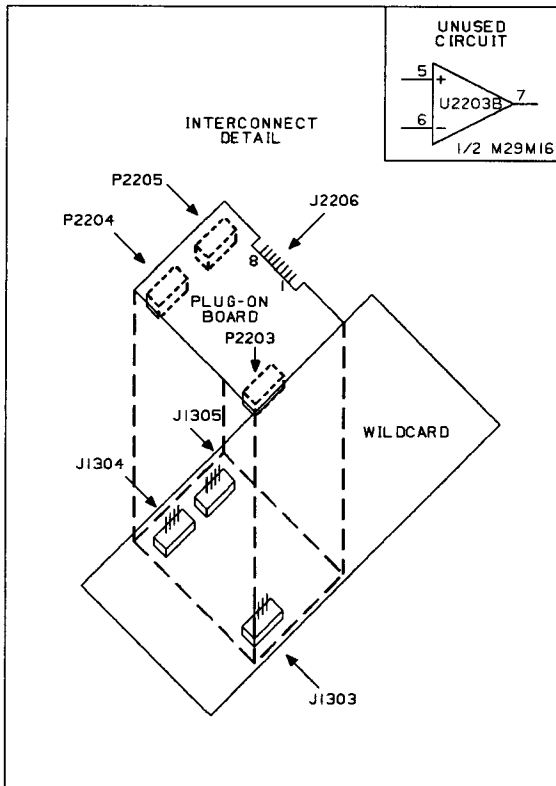 UNUSED
CIRCUIT
5
+
U2203B
7
6
-
1/2 M29M16
INTERCONNECT
DETAIL
P2205
P2204
J2206
8
1
PLUG-ON
BOARD
P2203
J1305
WILDCARD
J1304
J1303